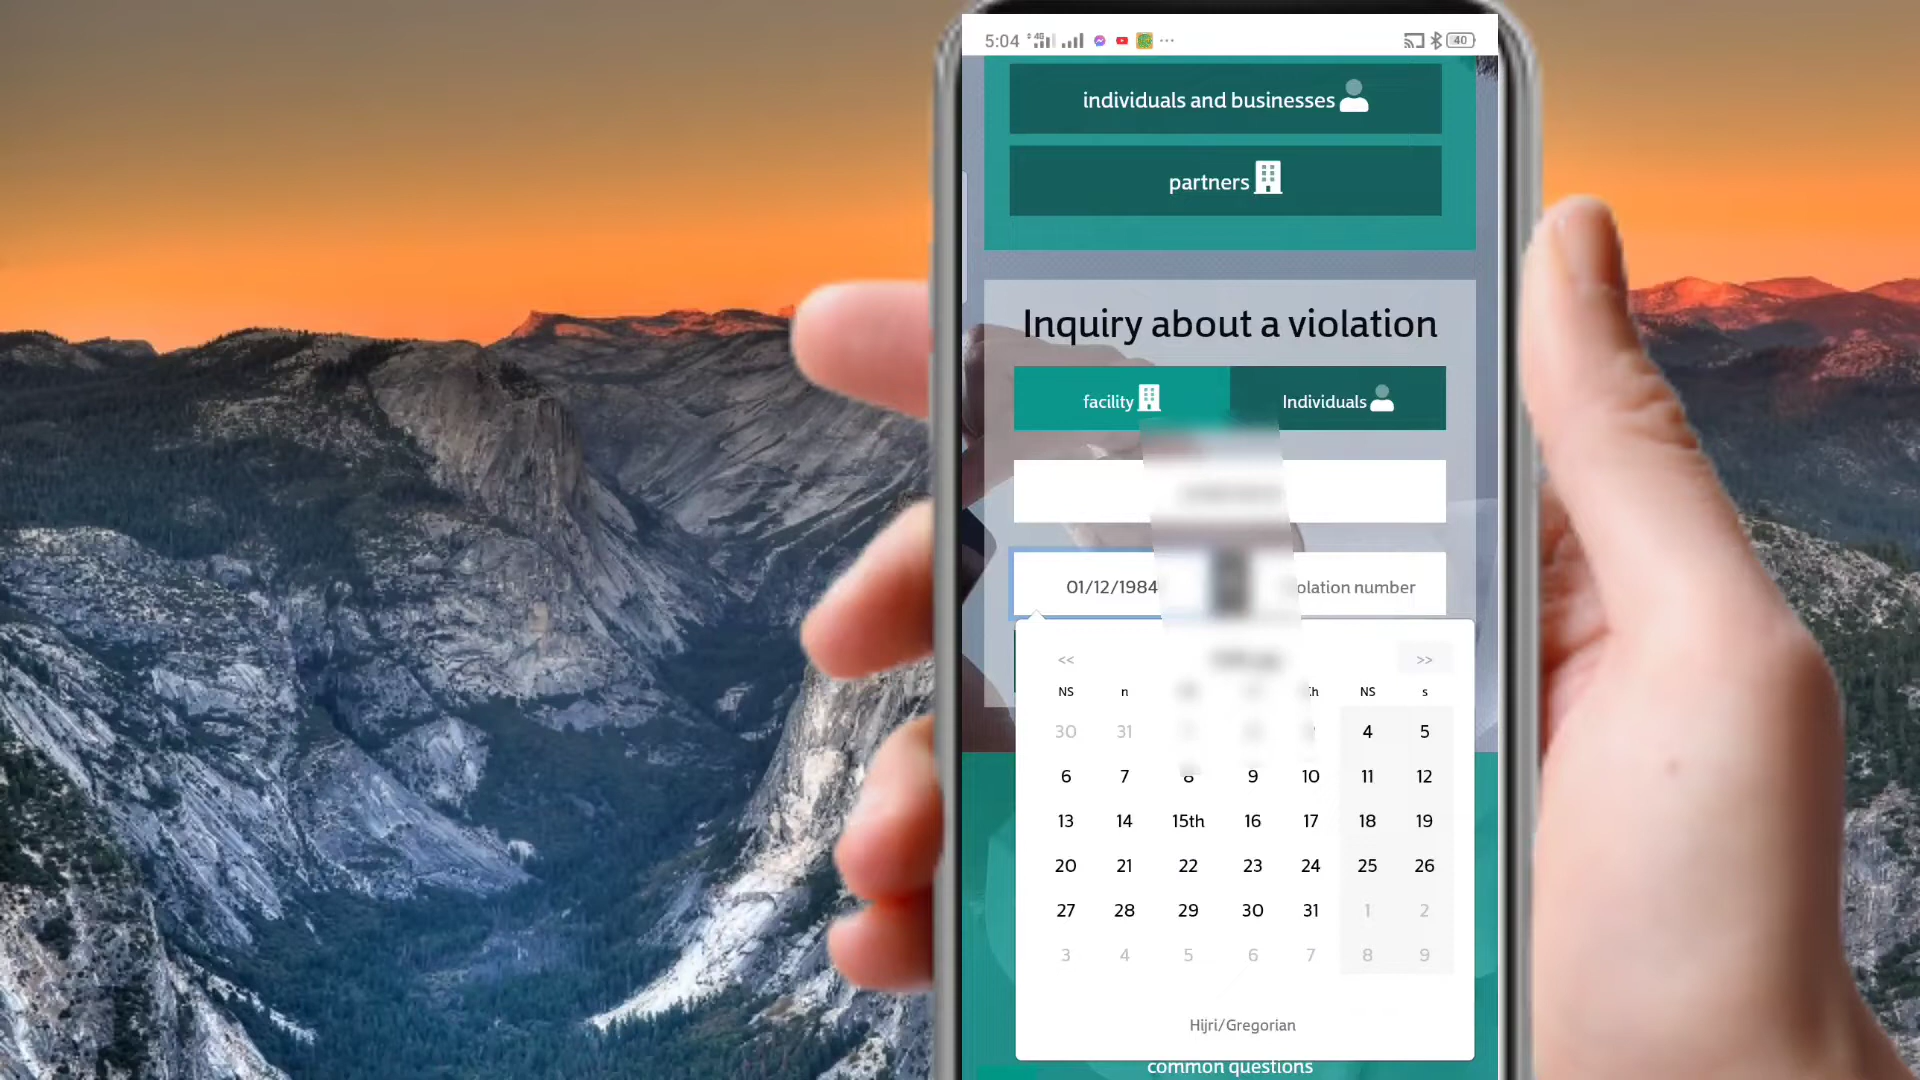 5:04 4G 40
individuals and businesses
partners
Inquiry about a violation
facility Individuals
01/12/1984 olation number
<< >>
NS n h NS s
30 31 4 5
6 7 8 9 10 11 12
13 14 15th 16 17 18 19
20 21 22 23 24 25 26
27 28 29 30 31 1 2
3 4 5 6 7 8 9
Hijri/Gregorian
common questions